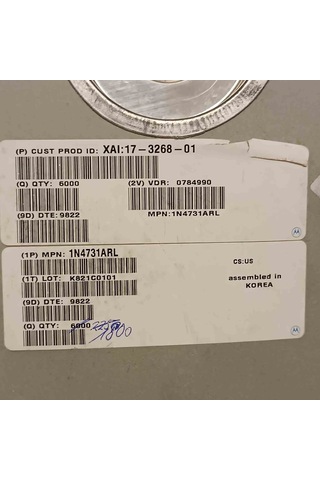 (P) CUST PROD ID: XAI:17-3268-01
(Q) QTY: 6000 (2V) VDR: 0784990
(9D) DTE: 9822 MPN:1N4731ARL
(1P) MPN: 1N4731ARL CS:US
(1T) LOT: K821C0101 assembled in
KOREA
(9D) DTE: 9822
(Q) QTY: 6000
1800